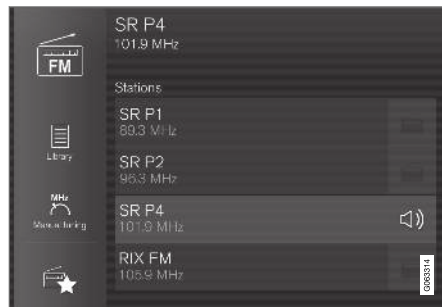 SR P4
101.9 MHz
FM
Stations
SR P1
89.3 MHz
Library
SR P2
96.3 MHz
MHz
Manual tuning
SR P4
101.9 MHz
RIX FM
105.9 MHz
G063314